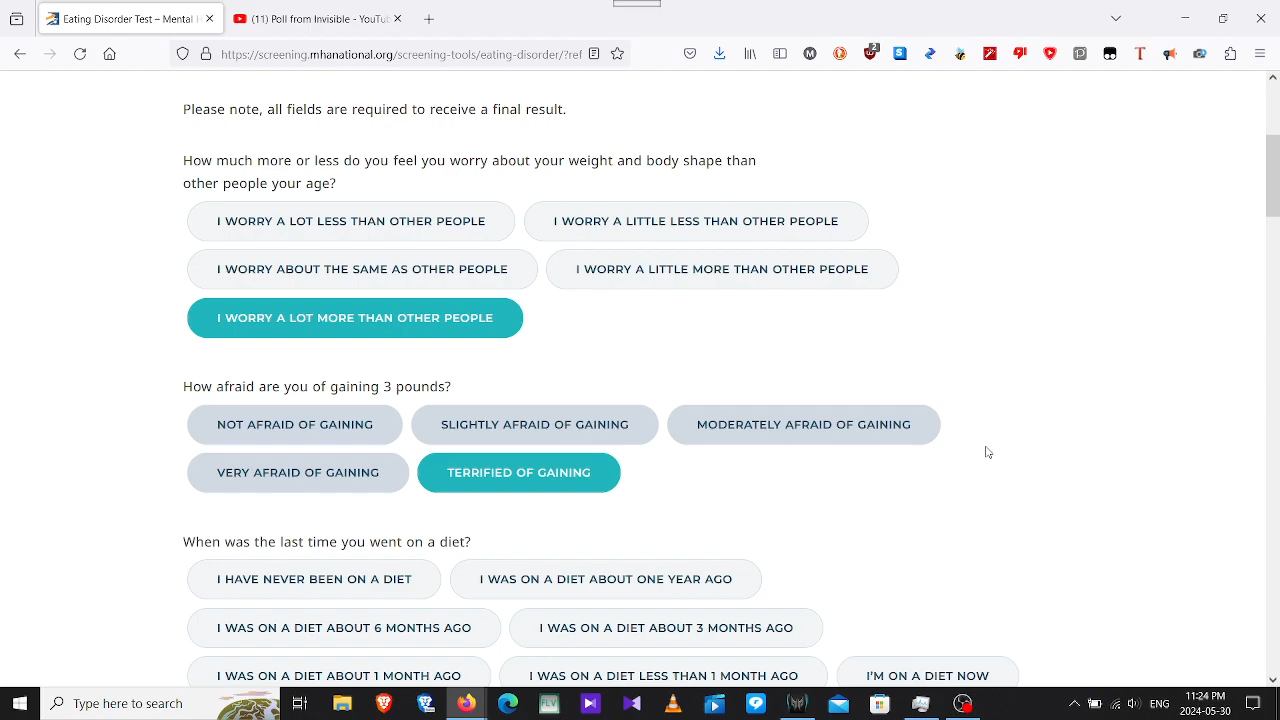 Eating Disorder Test – Mental H
(11) Poll from Invisible - YouTub
https://screening.mhanational.org/screening-tools/eating-disorder/?ref
2
Please note, all fields are required to receive a final result.
How much more or less do you feel you worry about your weight and body shape than
other people your age?
I WORRY A LOT LESS THAN OTHER PEOPLE
I WORRY A LITTLE LESS THAN OTHER PEOPLE
I WORRY ABOUT THE SAME AS OTHER PEOPLE
I WORRY A LITTLE MORE THAN OTHER PEOPLE
I WORRY A LOT MORE THAN OTHER PEOPLE
How afraid are you of gaining 3 pounds?
NOT AFRAID OF GAINING
SLIGHTLY AFRAID OF GAINING
MODERATELY AFRAID OF GAINING
VERY AFRAID OF GAINING
TERRIFIED OF GAINING
When was the last time you went on a diet?
I HAVE NEVER BEEN ON A DIET
I WAS ON A DIET ABOUT ONE YEAR AGO
I WAS ON A DIET ABOUT 6 MONTHS AGO
I WAS ON A DIET ABOUT 3 MONTHS AGO
I WAS ON A DIET ABOUT 1 MONTH AGO
I WAS ON A DIET LESS THAN 1 MONTH AGO
I'M ON A DIET NOW
Type here to search
FLV
11:24 PM
2024-05-30